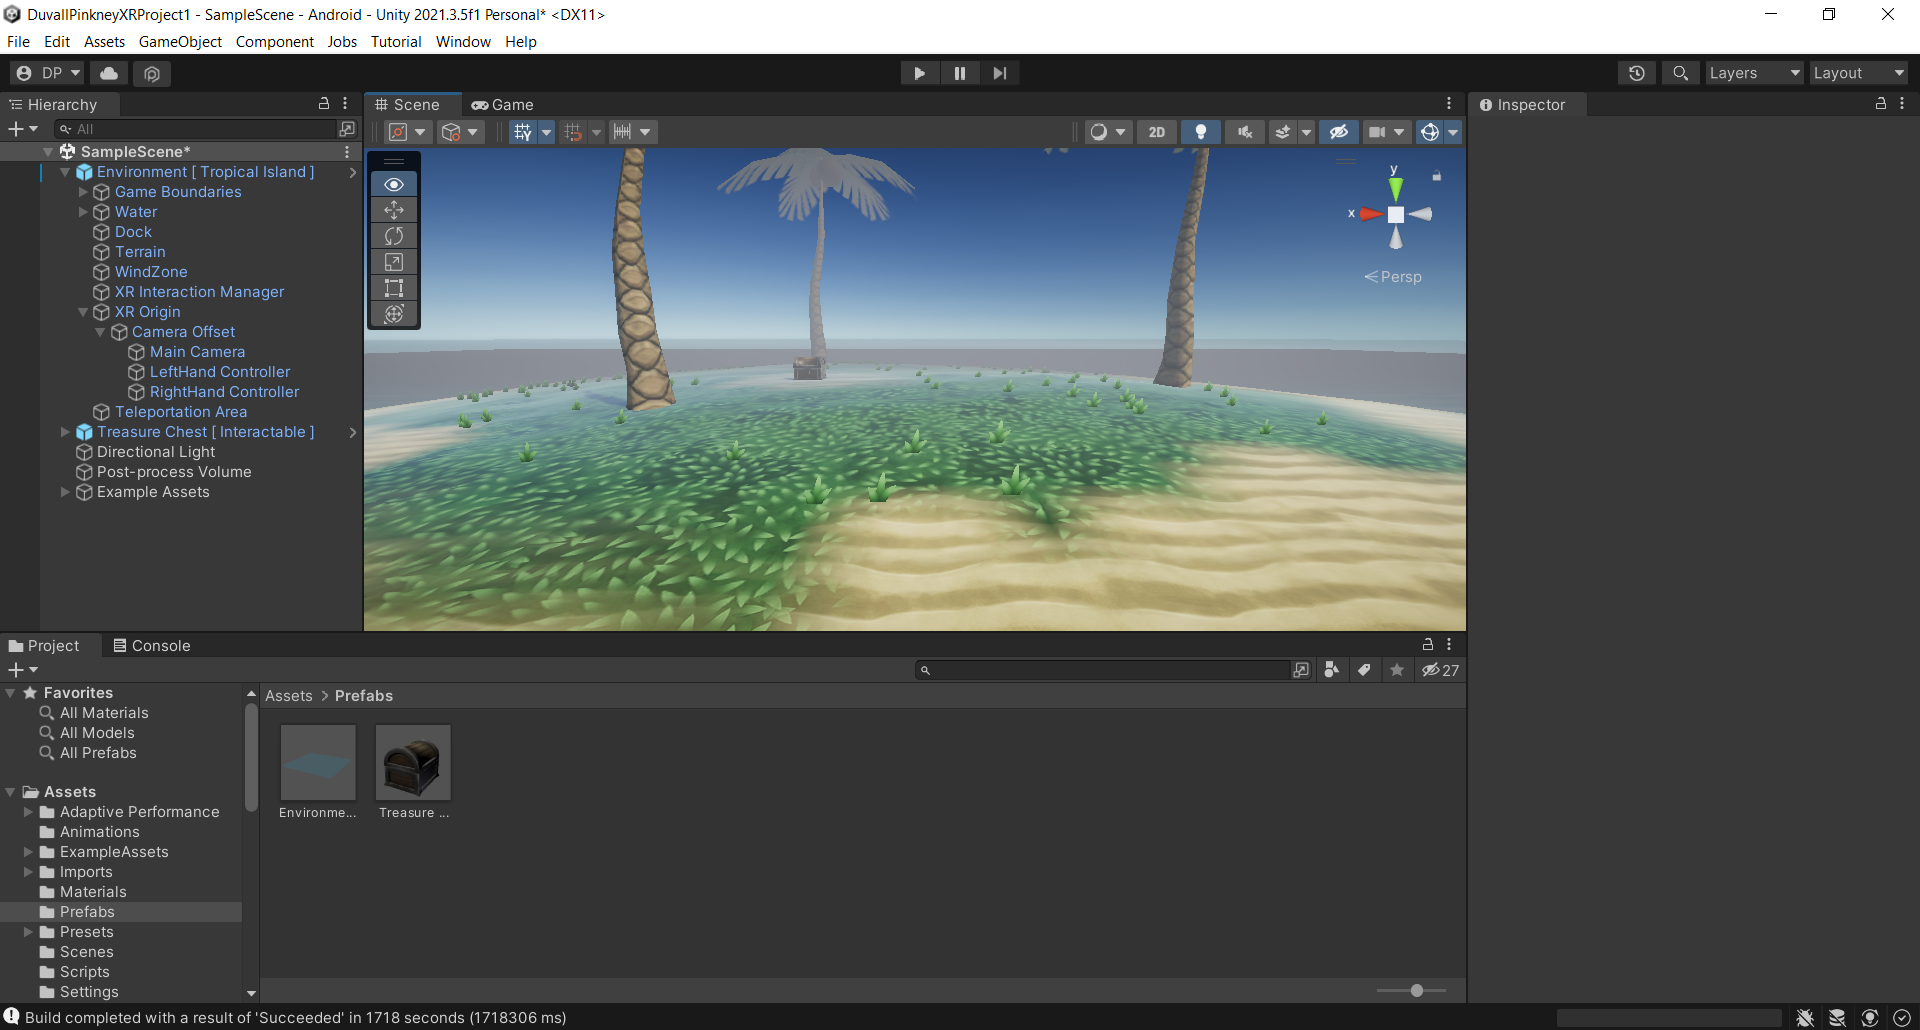 DuvallPinkneyXRProject1 - SampleScene - Android - Unity 2021.3.5f1 Personal* <DX11>
File Edit Assets GameObject Component Jobs Tutorial Window Help
DP Layers Layout
Hierarchy
All
SampleScene*
Environment [ Tropical Island ]
Game Boundaries
Water
Dock
Terrain
WindZone
XR Interaction Manager
XR Origin
Camera Offset
Main Camera
LeftHand Controller
RightHand Controller
Teleportation Area
Treasure Chest [ Interactable ]
Directional Light
Post-process Volume
Example Assets
Scene Game
2D
y
x
Persp
Inspector
Project Console
27
Favorites
All Materials
All Models
All Prefabs
Assets
Adaptive Performance
Animations
ExampleAssets
Imports
Materials
Prefabs
Presets
Scenes
Scripts
Settings
Assets > Prefabs
Environme... Treasure ...
Build completed with a result of 'Succeeded' in 1718 seconds (1718306 ms)